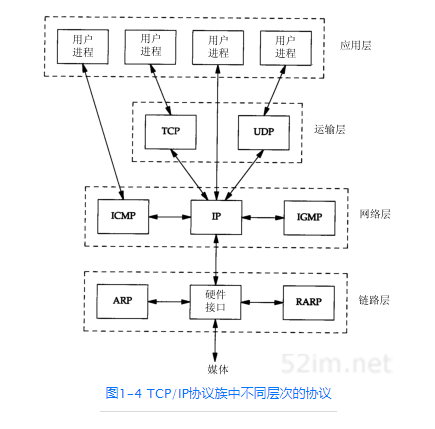 用户
进程
用户
进程
用户
进程
用户
进程
应用层
TCP
UDP
运输层
ICMP
IP
IGMP
网络层
ARP
硬件
接口
RARP
链路层
媒体
52im.net
图1-4 TCP/IP协议族中不同层次的协议